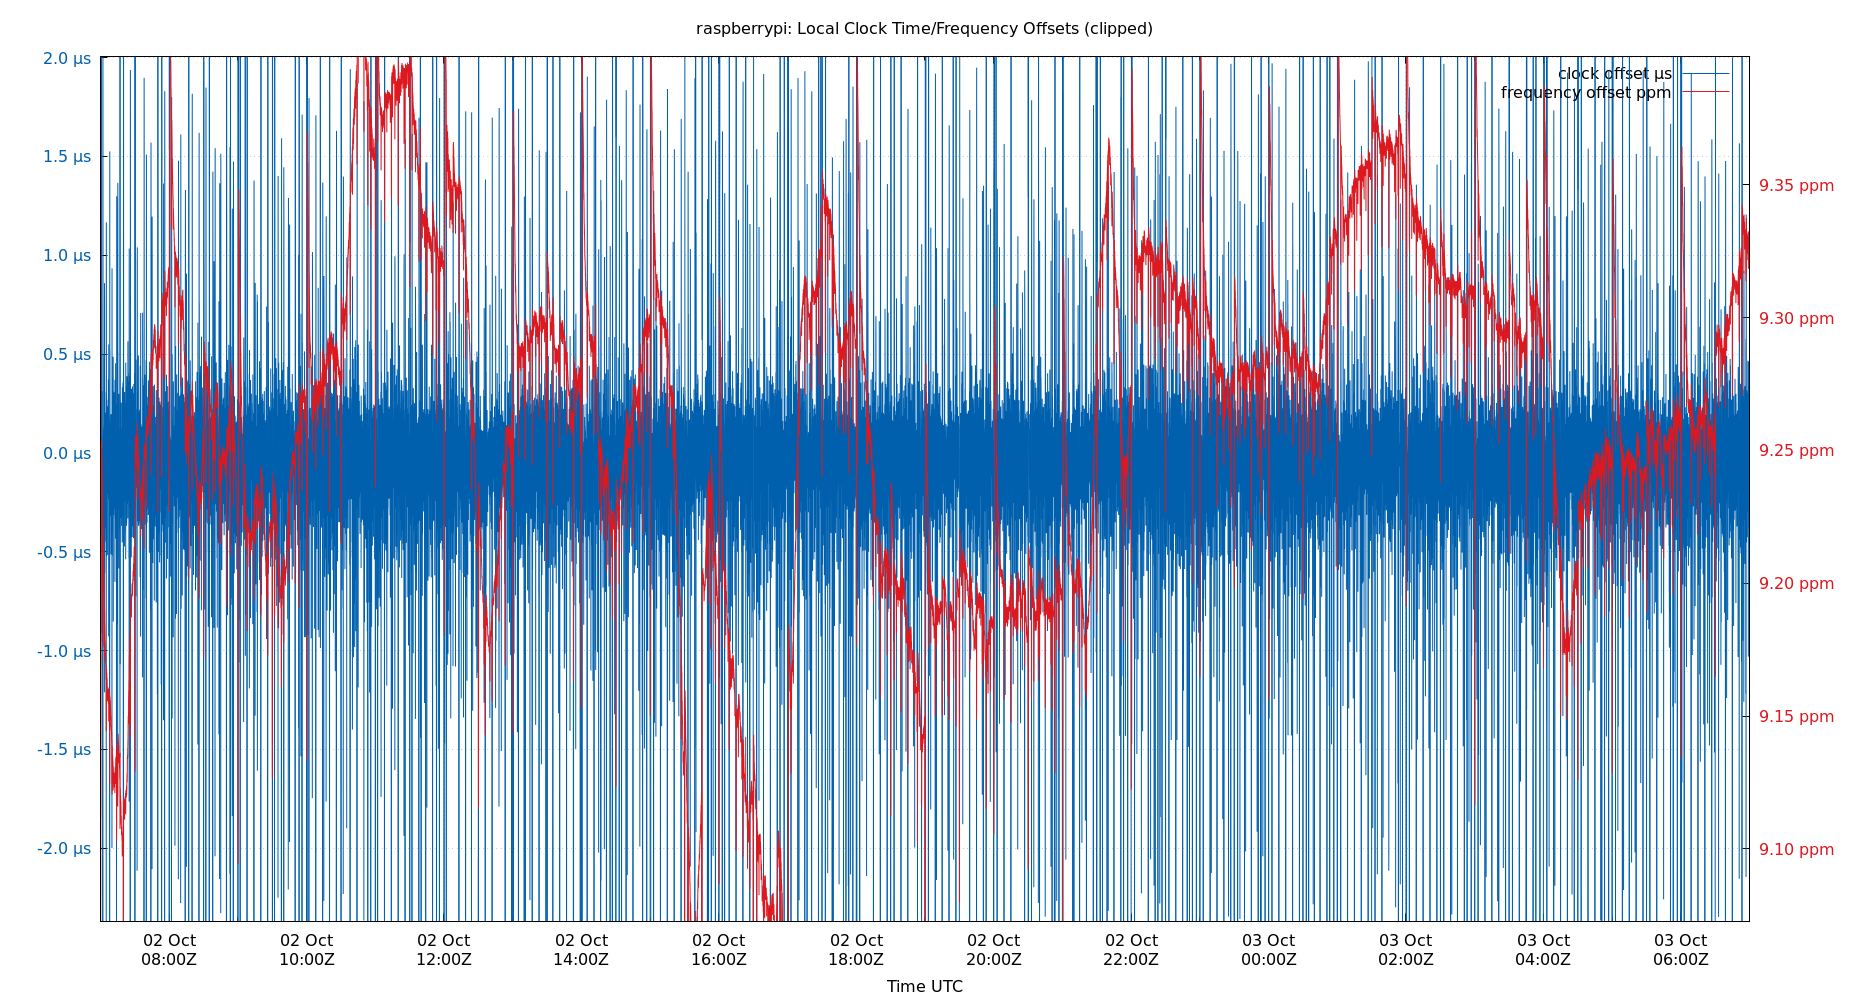 raspberrypi: Local Clock Time/Frequency Offsets (clipped)
2.0 µs
1.5 µs
1.0 µs
0.5 µs
0.0 µs
-0.5 µs
-1.0 µs
-1.5 µs
-2.0 µs
clock offset µs
frequency offset ppm
9.35 ppm
9.30 ppm
9.25 ppm
9.20 ppm
9.15 ppm
9.10 ppm
02 Oct 02 Oct 02 Oct 02 Oct 02 Oct 02 Oct 02 Oct 02 Oct 03 Oct 03 Oct 03 Oct 03 Oct
08:00Z 10:00Z 12:00Z 14:00Z 16:00Z 18:00Z 20:00Z 22:00Z 00:00Z 02:00Z 04:00Z 06:00Z
Time UTC